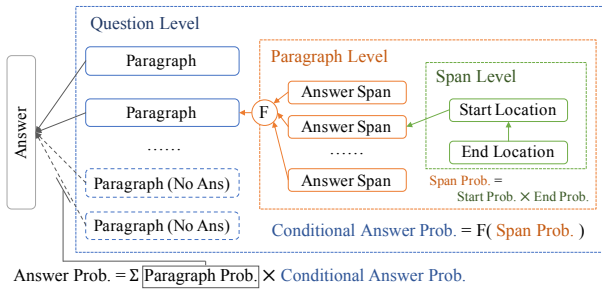 Question Level
Paragraph
Paragraph
......
Paragraph (No Ans)
Paragraph (No Ans)
Answer
Paragraph Level
F
Answer Span
Answer Span
......
Answer Span
Span Level
Start Location
End Location
Span Prob. =
Start Prob. × End Prob.
Conditional Answer Prob. = F( Span Prob. )
Answer Prob. = Σ Paragraph Prob. × Conditional Answer Prob.